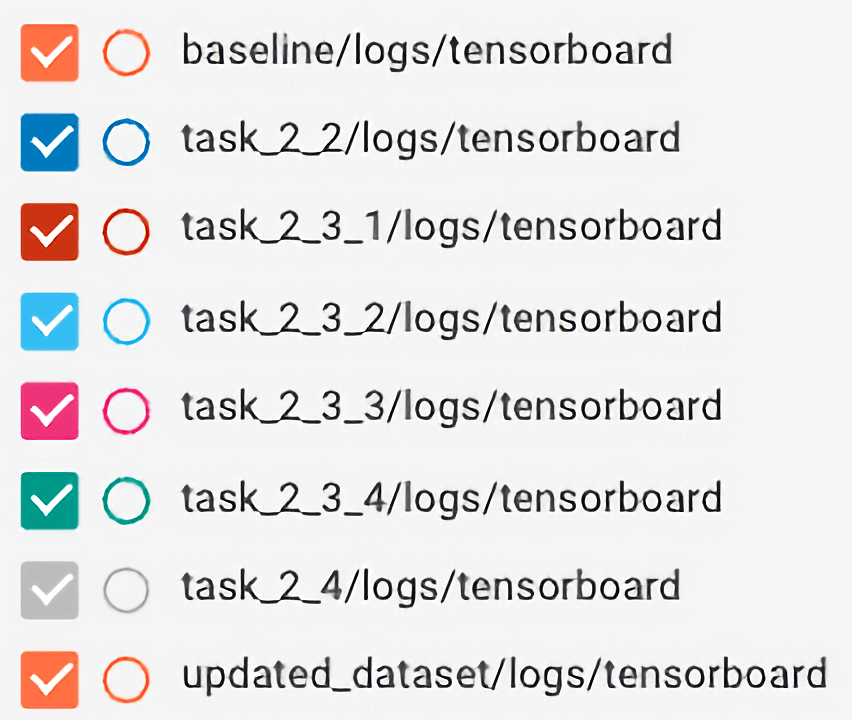 baseline/logs/tensorboard
task_2_2/logs/tensorboard
task_2_3_1/logs/tensorboard
task_2_3_2/logs/tensorboard
task_2_3_3/logs/tensorboard
task_2_3_4/logs/tensorboard
task_2_4/logs/tensorboard
updated_dataset/logs/tensorboard